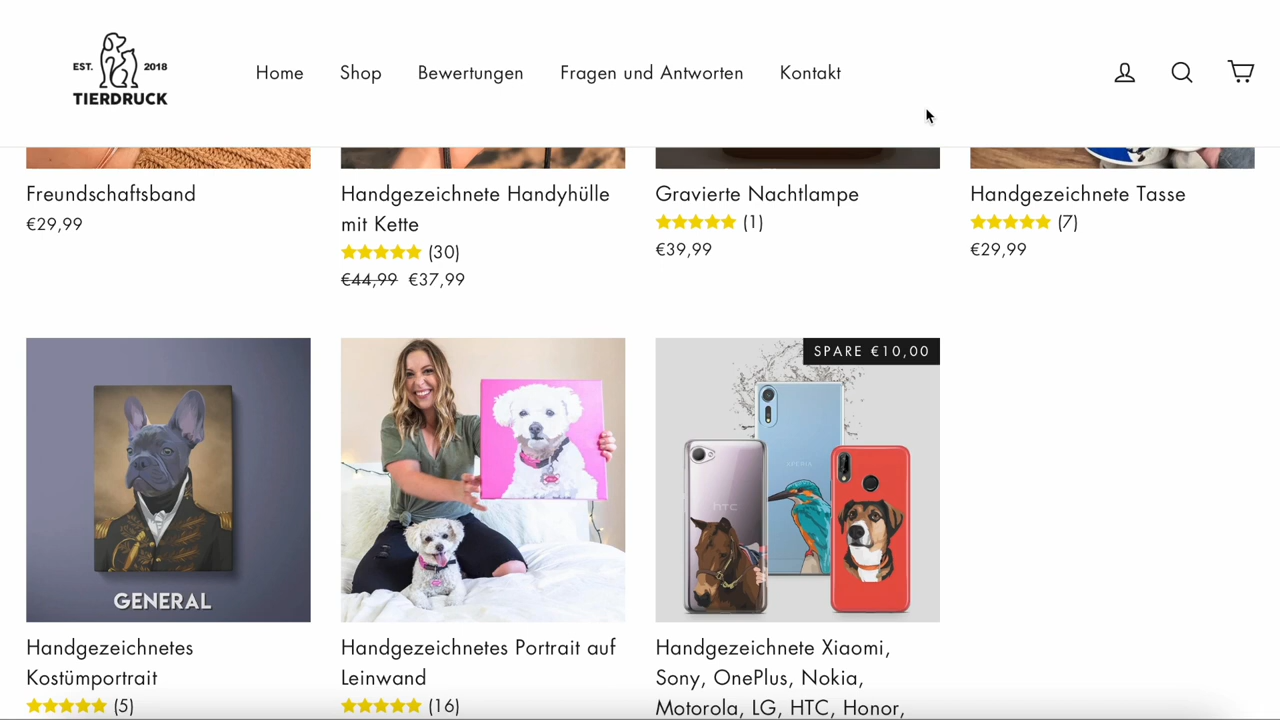 EST. 2018
TIERDRUCK
Home Shop Bewertungen Fragen und Antworten Kontakt
Freundschaftsband
€29,99
Handgezeichnete Handyhülle
mit Kette
(30)
€44,99 €37,99
Gravierte Nachtlampe
(1)
€39,99
Handgezeichnete Tasse
(7)
€29,99
GENERAL
Handgezeichnetes
Kostümportrait
(5)
Handgezeichnetes Portrait auf
Leinwand
(16)
SPARE €10,00
XPERIA
hTC
Handgezeichnete Xiaomi,
Sony, OnePlus, Nokia,
Motorola, LG, HTC, Honor,